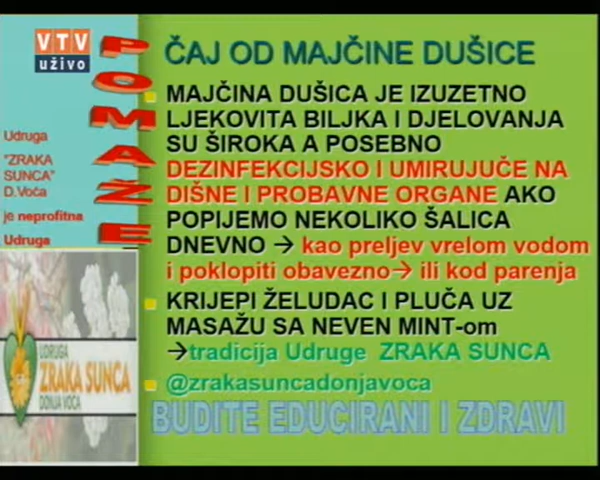 VTV
uživo
POMAŽE
Udruga
"ZRAKA
SUNCA"
D.Voća
je neprofitna
Udruga
UDRUGA
ZRAKA SUNCA
DONJA VOĆA
ČAJ OD MAJČINE DUŠICE
MAJČINA DUŠICA JE IZUZETNO
LJEKOVITA BILJKA I DJELOVANJA
SU ŠIROKA A POSEBNO
DEZINFEKCIJSKO I UMIRUJUČE NA
DIŠNE I PROBAVNE ORGANE AKO
POPIJEMO NEKOLIKO ŠALICA
DNEVNO → kao preljev vrelom vodom
i poklopiti obavezno→ ili kod parenja
KRIJEPI ŽELUDAC I PLUČA UZ
MASAŽU SA NEVEN MINT-om
→tradicija Udruge ZRAKA SUNCA
@zrakasuncadonjavoca
BUDITE EDUCIRANI I ZDRAVI